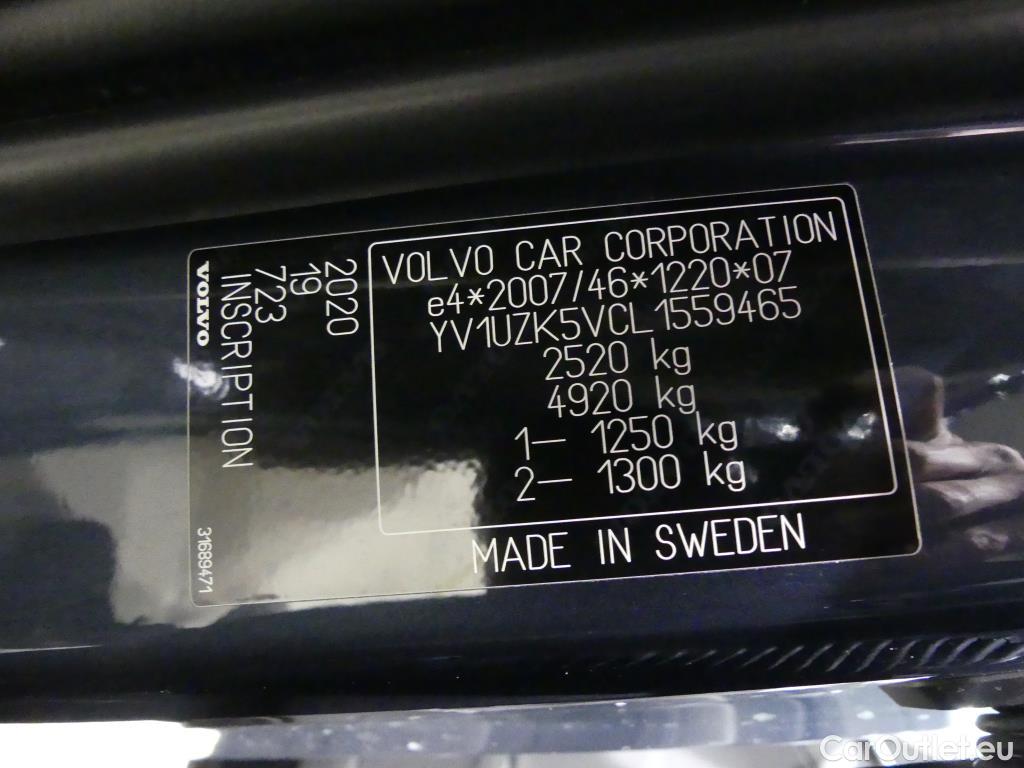 VOLVO CAR CORPORATION
e4*2007/46*1220*07
YV1UZK5VCL1559465
2520 kg
4920 kg
1– 1250 kg
2– 1300 kg
MADE IN SWEDEN
2020
19
723
INSCRIPTION
VOLVO
31689471
CarOutlet.eu